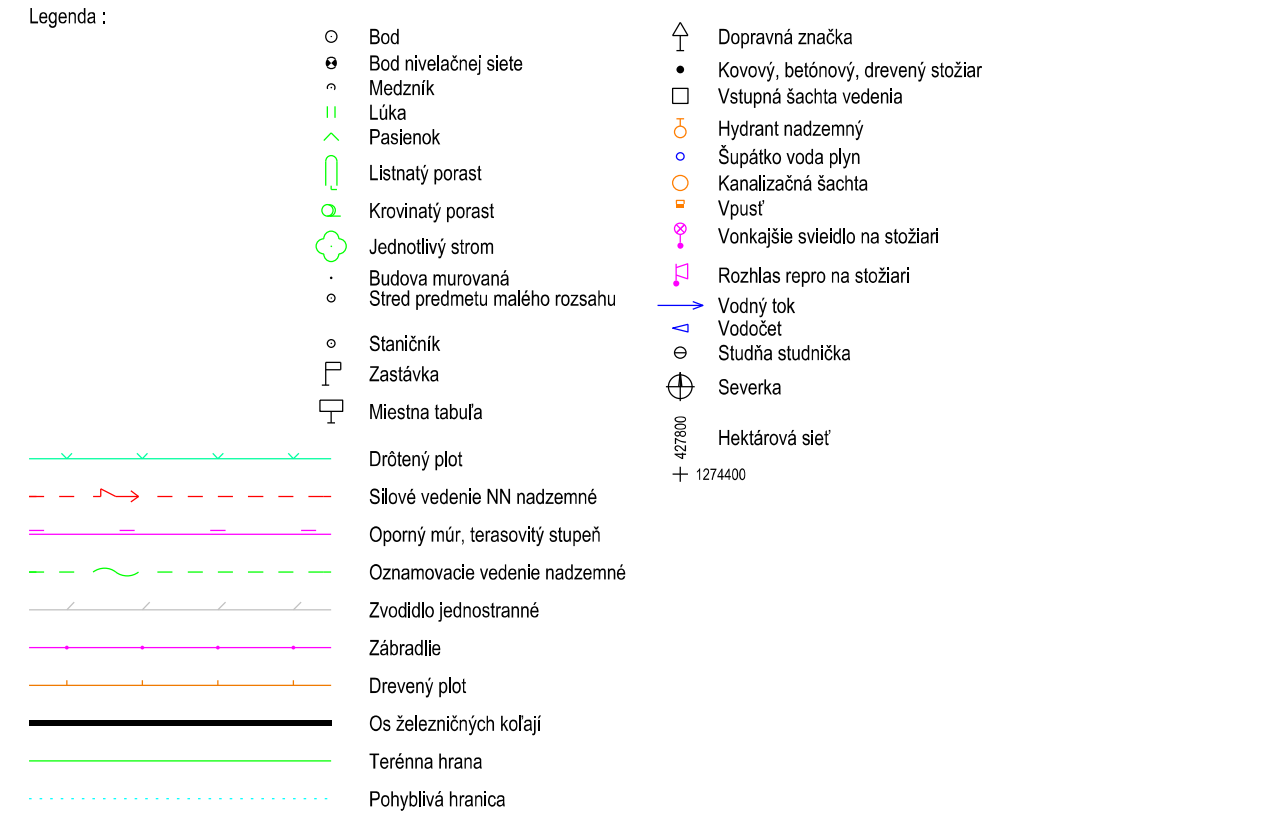 Legenda :
Bod
Bod nivelačnej siete
Medzník
Lúka
Pasienok
Listnatý porast
Krovinatý porast
Jednotlivý strom
Budova murovaná
Stred predmetu malého rozsahu
Staničník
Zastávka
Miestna tabuľa
Drôtený plot
Silové vedenie NN nadzemné
Oporný múr, terasovitý stupeň
Oznamovacie vedenie nadzemné
Zvodidlo jednostranné
Zábradlie
Drevený plot
Os železničných koľají
Terénna hrana
Pohyblivá hranica
Dopravná značka
Kovový, betónový, drevený stožiar
Vstupná šachta vedenia
Hydrant nadzemný
Šupátko voda plyn
Kanalizačná šachta
Vpusť
Vonkajšie svieidlo na stožiari
Rozhlas repro na stožiari
Vodný tok
Vodočet
Studňa studnička
Severka
427800
Hektárová sieť
1274400